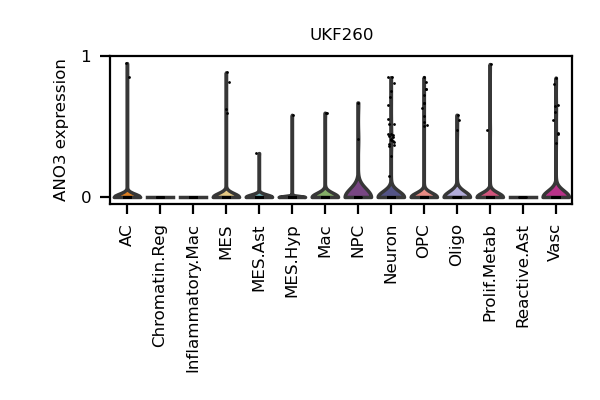 UKF260
ANO3 expression
1
0
AC
Chromatin.Reg
Inflammatory.Mac
MES
MES.Ast
MES.Hyp
Mac
NPC
Neuron
OPC
Oligo
Prolif.Metab
Reactive.Ast
Vasc